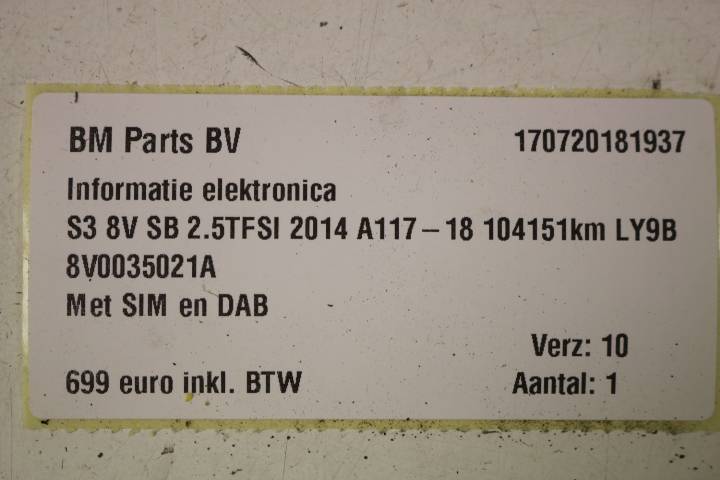 BM Parts BV 170720181937
Informatie elektronica
S3 8V SB 2.5TFSI 2014 A117-18 104151km LY9B
8V0035021A
Met SIM en DAB
Verz: 10
699 euro inkl. BTW Aantal: 1